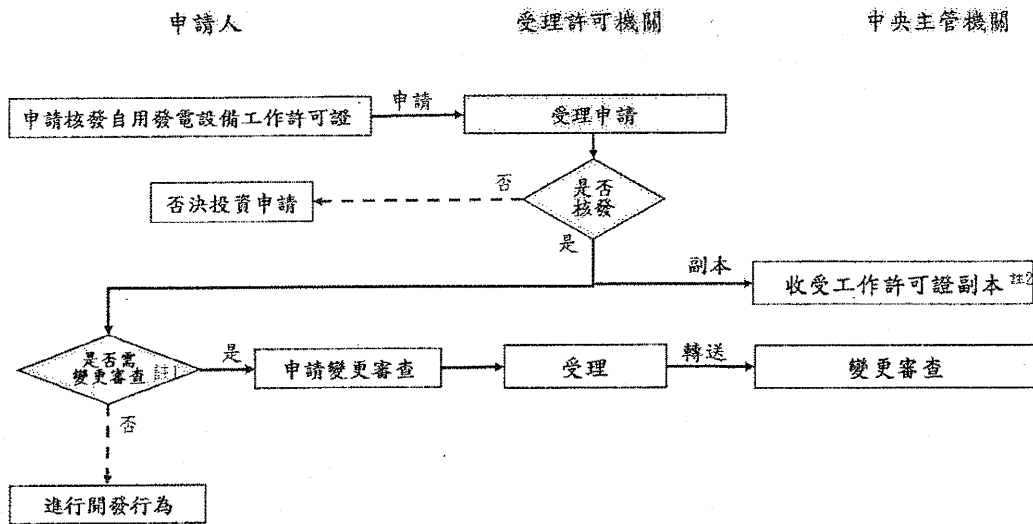 申請人
受理許可機關
中央主管機關
申請核發自用發電設備工作許可證
申請
受理申請
是否
核發
否
否決投資申請
是
副本
收受工作許可證副本 註2
是否需
變更審查 註1
是
申請變更審查
受理
轉送
變更審查
否
進行開發行為